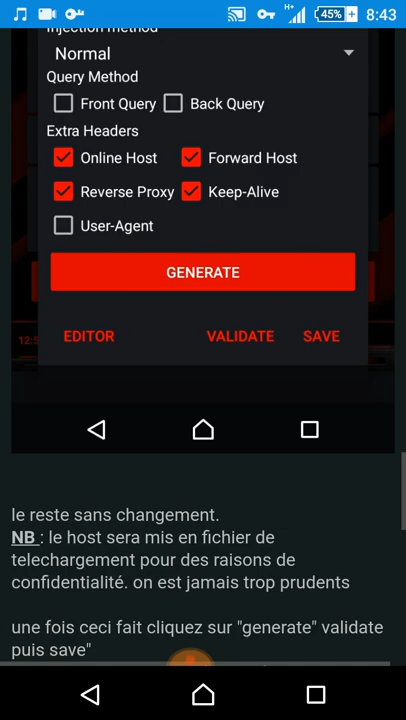 45% 8:43
Injection method
Normal
Query Method
Front Query Back Query
Extra Headers
Online Host Forward Host
Reverse Proxy Keep-Alive
User-Agent
GENERATE
EDITOR VALIDATE SAVE
le reste sans changement.
NB : le host sera mis en fichier de
telechargement pour des raisons de
confidentialité. on est jamais trop prudents
une fois ceci fait cliquez sur "generate" validate
puis save"